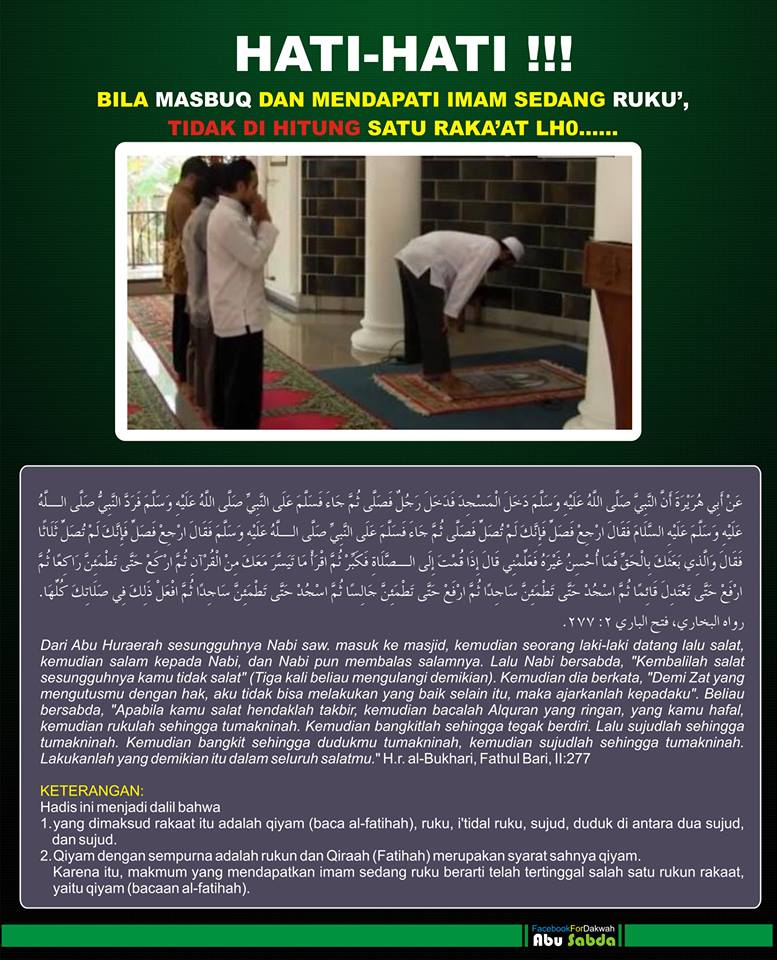 HATI-HATI !!!
BILA MASBUQ DAN MENDAPATI IMAM SEDANG RUKU’,
TIDAK DI HITUNG SATU RAKA’AT LH0......
عَنْ أَبِي هُرَيْرَةَ أَنَّ النَّبِيَّ صَلَّى اللَّهُ عَلَيْهِ وَسَلَّمَ دَخَلَ الْمَسْجِدَ فَدَخَلَ رَجُلٌ فَصَلَّى ثُمَّ جَاءَ فَسَلَّمَ عَلَى النَّبِيِّ صَلَّى اللَّهُ عَلَيْهِ وَسَلَّمَ فَرَدَّ النَّبِيُّ صَلَّى اللَّهُ
عَلَيْهِ وَسَلَّمَ عَلَيْهِ السَّلَامَ فَقَالَ ارْجِعْ فَصَلِّ فَإِنَّكَ لَمْ تُصَلِّ فَصَلَّى ثُمَّ جَاءَ فَسَلَّمَ عَلَى النَّبِيِّ صَلَّى اللَّهُ عَلَيْهِ وَسَلَّمَ فَقَالَ ارْجِعْ فَصَلِّ فَإِنَّكَ لَمْ تُصَلِّ ثَلَاثًا
فَقَالَ وَالَّذِي بَعَثَكَ بِالْحَقِّ فَمَا أُحْسِنُ غَيْرَهُ فَعَلِّمْنِي قَالَ إِذَا قُمْتَ إِلَى الصَّلَاةِ فَكَبِّرْ ثُمَّ اقْرَأْ مَا تَيَسَّرَ مَعَكَ مِنْ الْقُرْآنِ ثُمَّ ارْكَعْ حَتَّى تَطْمَئِنَّ رَاكِعًا ثُمَّ
ارْفَعْ حَتَّى تَعْتَدِلَ قَائِمًا ثُمَّ اسْجُدْ حَتَّى تَطْمَئِنَّ سَاجِدًا ثُمَّ ارْفَعْ حَتَّى تَطْمَئِنَّ جَالِسًا ثُمَّ اسْجُدْ حَتَّى تَطْمَئِنَّ سَاجِدًا ثُمَّ افْعَلْ ذَلِكَ فِي صَلَاتِكَ كُلِّهَا.
رواه البخاري، فتح الباري ٢ : ٢٧٧.
Dari Abu Huraerah sesungguhnya Nabi saw. masuk ke masjid, kemudian seorang laki-laki datang lalu salat,
kemudian salam kepada Nabi, dan Nabi pun membalas salamnya. Lalu Nabi bersabda, "Kembalilah salat
sesungguhnya kamu tidak salat" (Tiga kali beliau mengulangi demikian). Kemudian dia berkata, "Demi Zat yang
mengutusmu dengan hak, aku tidak bisa melakukan yang baik selain itu, maka ajarkanlah kepadaku". Beliau
bersabda, "Apabila kamu salat hendaklah takbir, kemudian bacalah Alquran yang ringan, yang kamu hafal,
kemudian rukulah sehingga tumakninah. Kemudian bangkitlah sehingga tegak berdiri. Lalu sujudlah sehingga
tumakninah. Kemudian bangkit sehingga dudukmu tumakninah, kemudian sujudlah sehingga tumakninah.
Lakukanlah yang demikian itu dalam seluruh salatmu." H.r. al-Bukhari, Fathul Bari, II:277
KETERANGAN:
Hadis ini menjadi dalil bahwa
1.yang dimaksud rakaat itu adalah qiyam (baca al-fatihah), ruku, i'tidal ruku, sujud, duduk di antara dua sujud,
dan sujud.
2.Qiyam dengan sempurna adalah rukun dan Qiraah (Fatihah) merupakan syarat sahnya qiyam.
Karena itu, makmum yang mendapatkan imam sedang ruku berarti telah tertinggal salah satu rukun rakaat,
yaitu qiyam (bacaan al-fatihah).
FacebookForDakwah
Abu Sabda